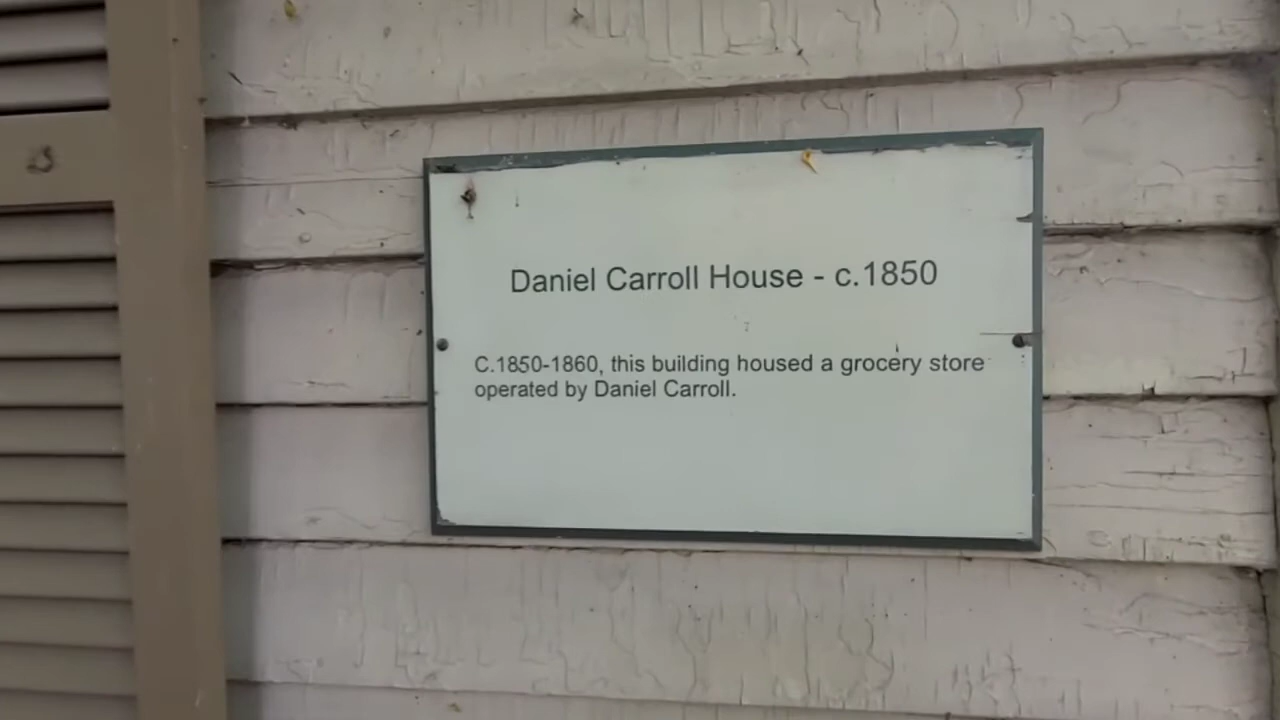 Daniel Carroll House - c.1850
C.1850-1860, this building housed a grocery store
operated by Daniel Carroll.